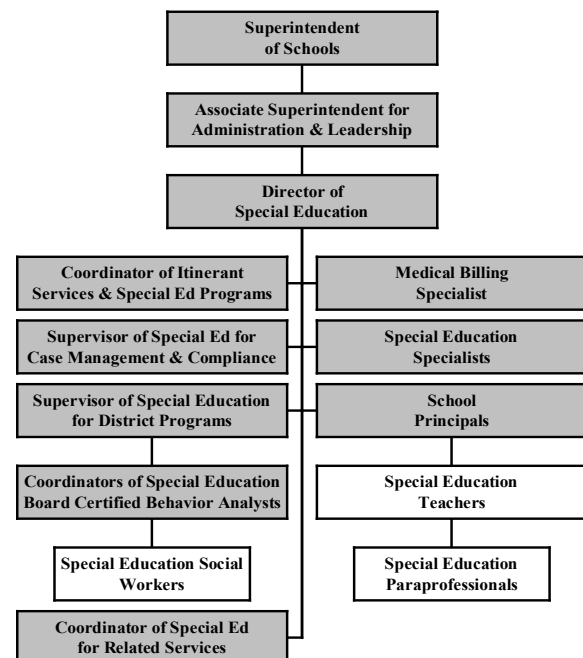 Superintendent
of Schools
Associate Superintendent for
Administration & Leadership
Director of
Special Education
Coordinator of Itinerant
Services & Special Ed Programs
Medical Billing
Specialist
Supervisor of Special Ed for
Case Management & Compliance
Special Education
Specialists
Supervisor of Special Education
for District Programs
School
Principals
Coordinators of Special Education
Board Certified Behavior Analysts
Special Education
Teachers
Special Education Social
Workers
Special Education
Paraprofessionals
Coordinator of Special Ed
for Related Services